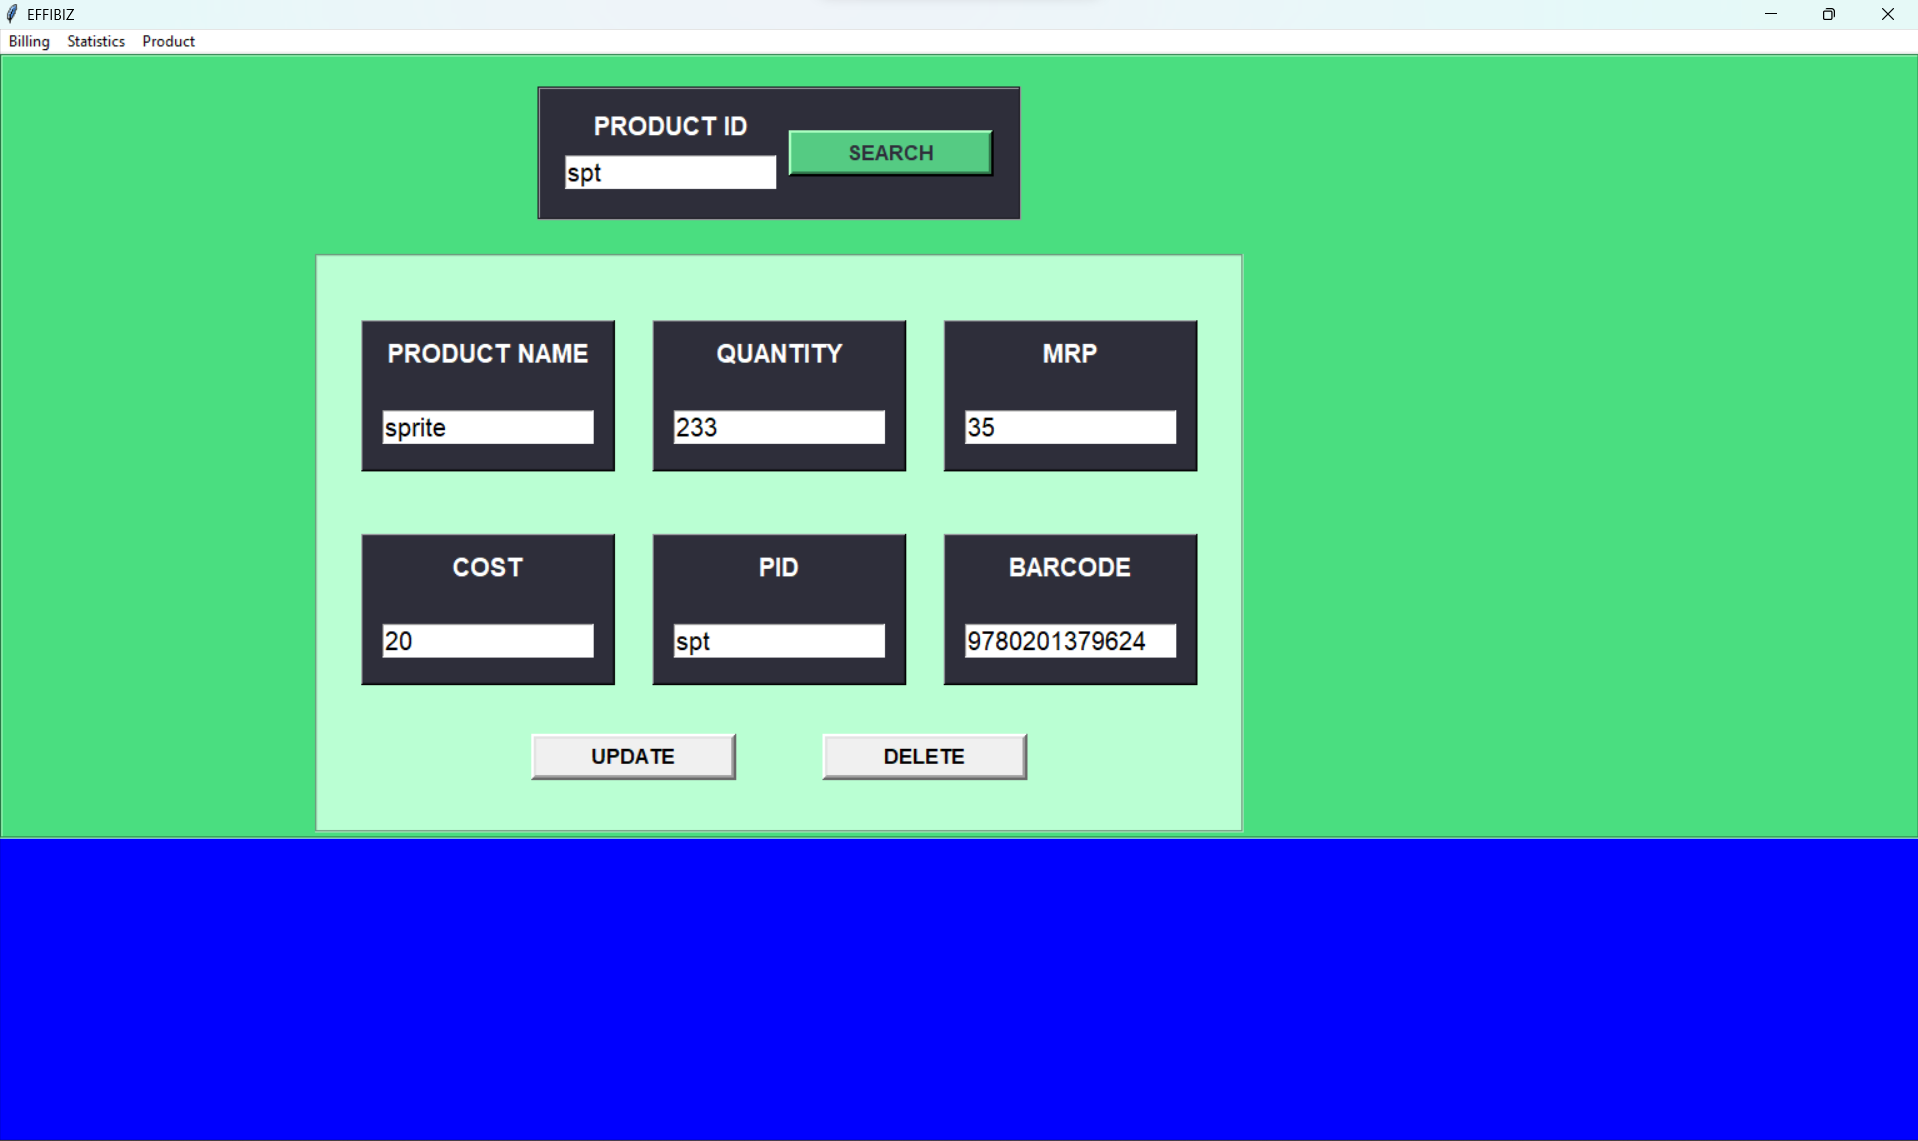 EFFIBIZ
Billing Statistics Product
PRODUCT ID
spt
SEARCH
PRODUCT NAME QUANTITY MRP
sprite 233 35
COST PID BARCODE
20 spt 9780201379624
UPDATE DELETE